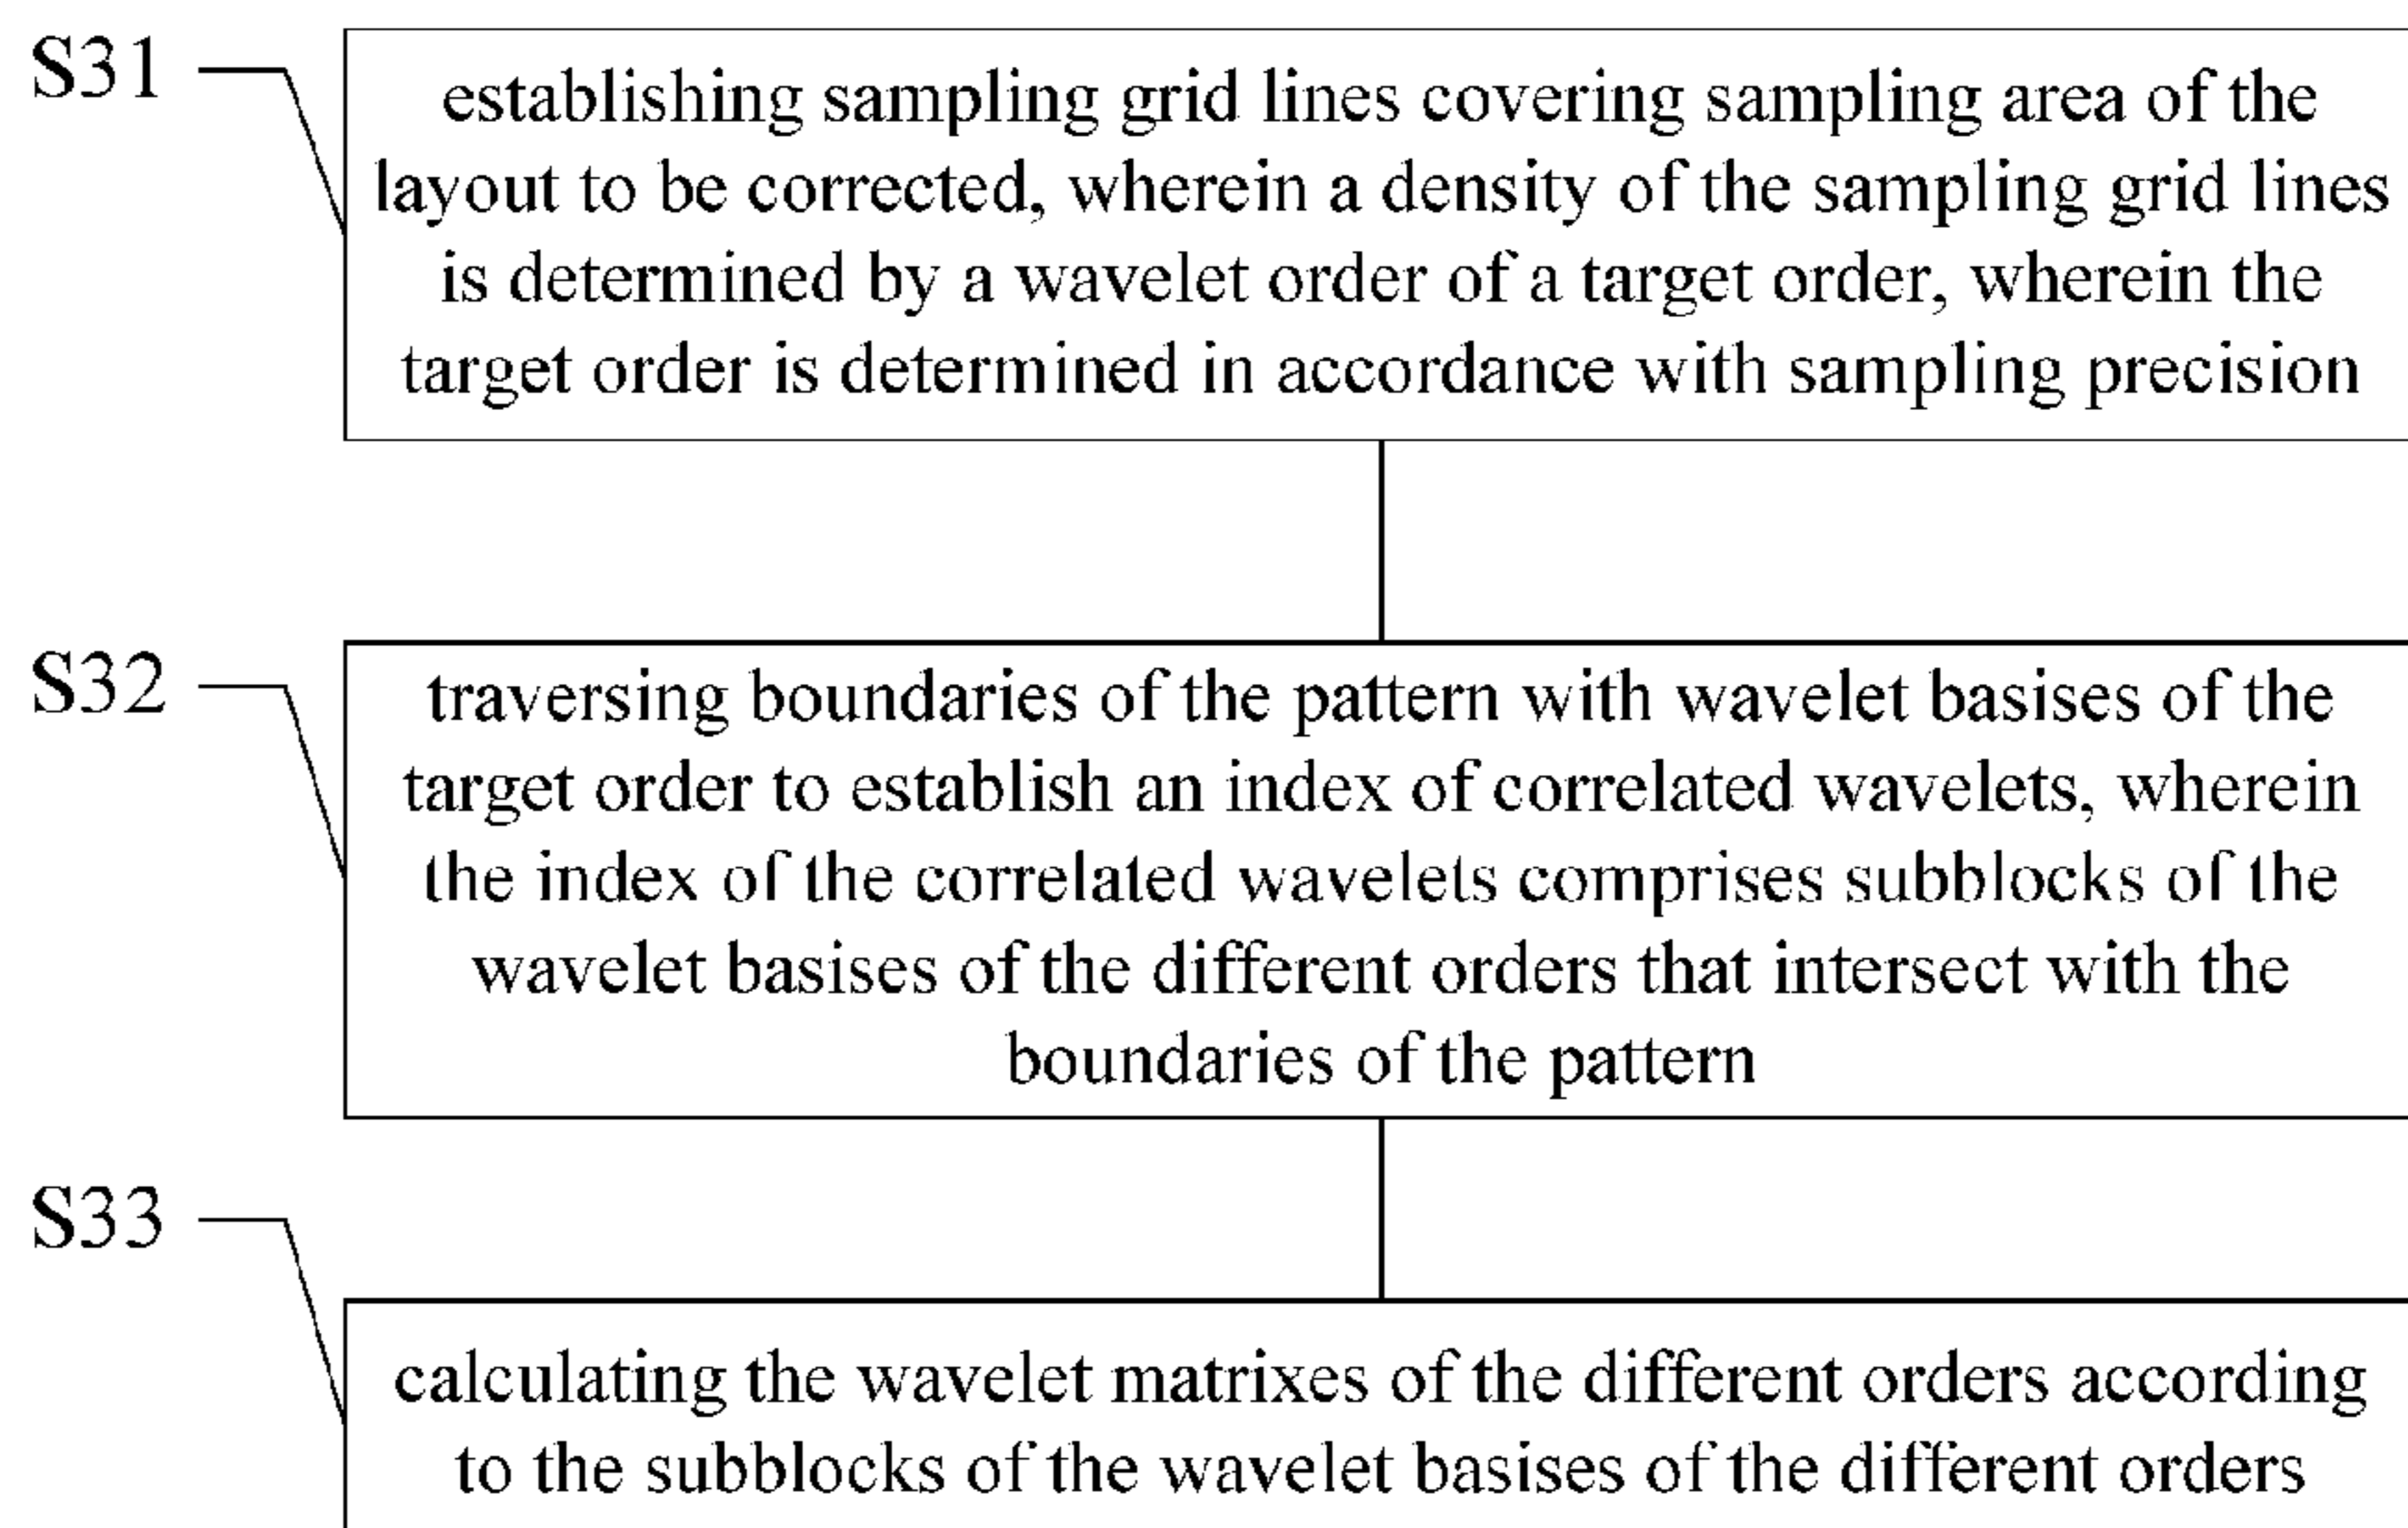 S31
establishing sampling grid lines covering sampling area of the
layout to be corrected, wherein a density of the sampling grid lines
is determined by a wavelet order of a target order, wherein the
target order is determined in accordance with sampling precision
S32
traversing boundaries of the pattern with wavelet basises of the
target order to establish an index of correlated wavelets, wherein
the index of the correlated wavelets comprises subblocks of the
wavelet basises of the different orders that intersect with the
boundaries of the pattern
S33
calculating the wavelet matrixes of the different orders according
to the subblocks of the wavelet basises of the different orders